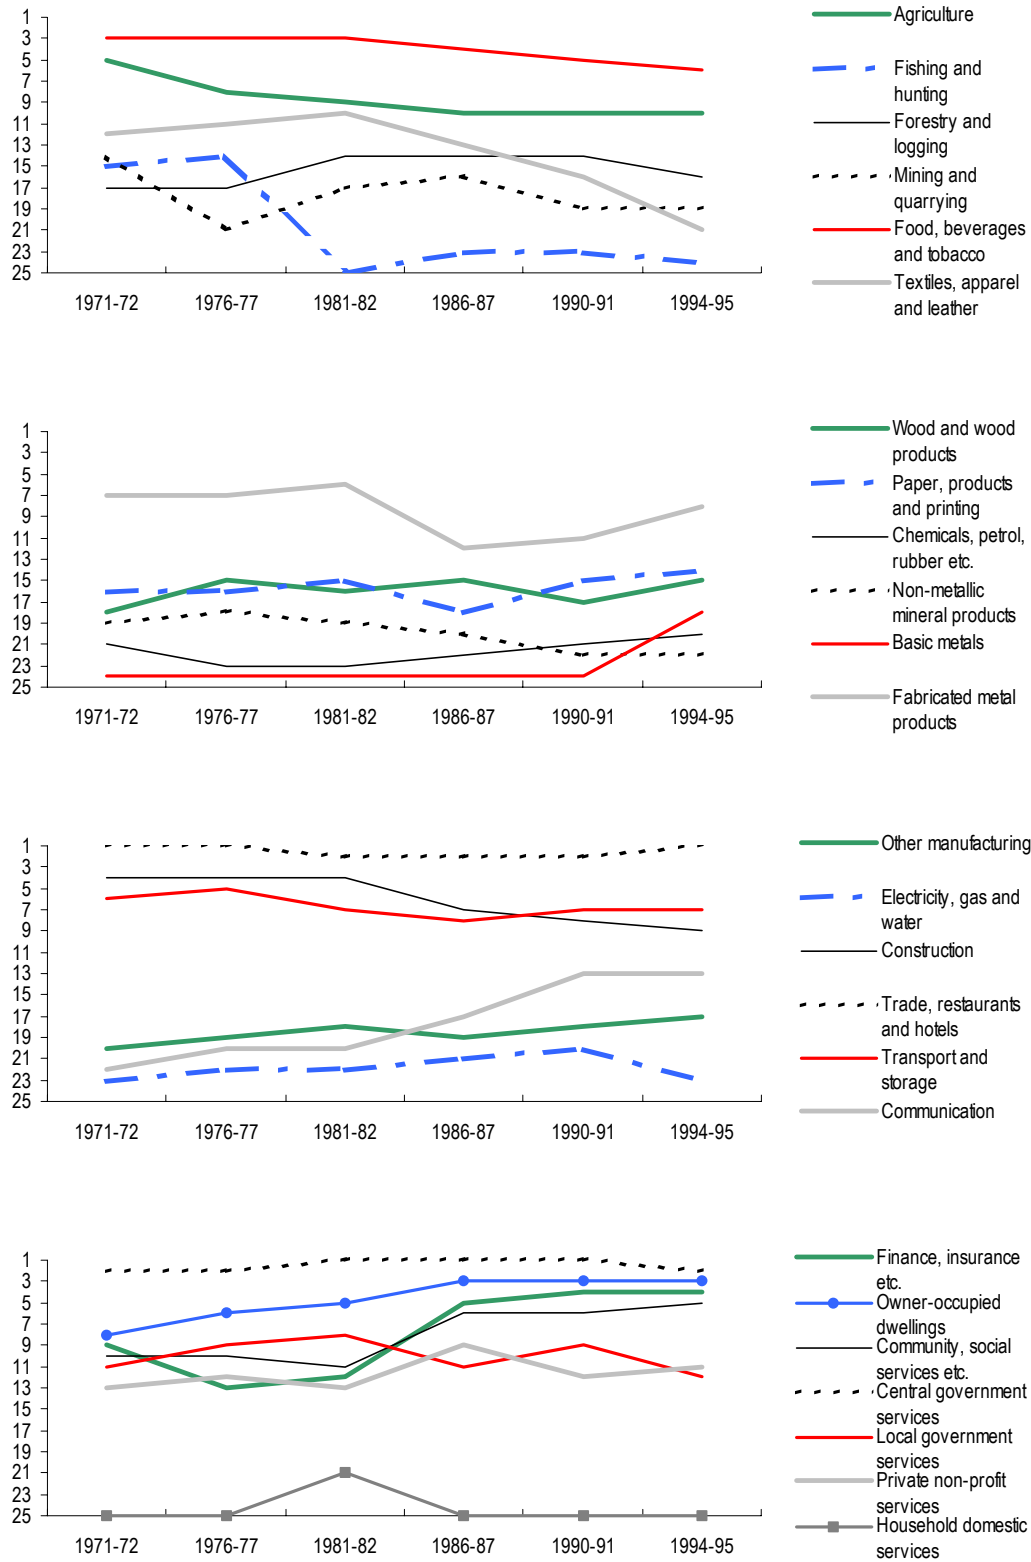 1
3
5
7
9
11
13
15
17
19
21
23
25
1971-72 1976-77 1981-82 1986-87 1990-91 1994-95
Agriculture
Fishing and
hunting
Forestry and
logging
Mining and
quarrying
Food, beverages
and tobacco
Textiles, apparel
and leather
1
3
5
7
9
11
13
15
17
19
21
23
25
1971-72 1976-77 1981-82 1986-87 1990-91 1994-95
Wood and wood
products
Paper, products
and printing
Chemicals, petrol,
rubber etc.
Non-metallic
mineral products
Basic metals
Fabricated metal
products
1
3
5
7
9
11
13
15
17
19
21
23
25
1971-72 1976-77 1981-82 1986-87 1990-91 1994-95
Other manufacturing
Electricity, gas and
water
Construction
Trade, restaurants
and hotels
Transport and
storage
Communication
1
3
5
7
9
11
13
15
17
19
21
23
25
1971-72 1976-77 1981-82 1986-87 1990-91 1994-95
Finance, insurance
etc.
Owner-occupied
dwellings
Community, social
services etc.
Central government
services
Local government
services
Private non-profit
services
Household domestic
services